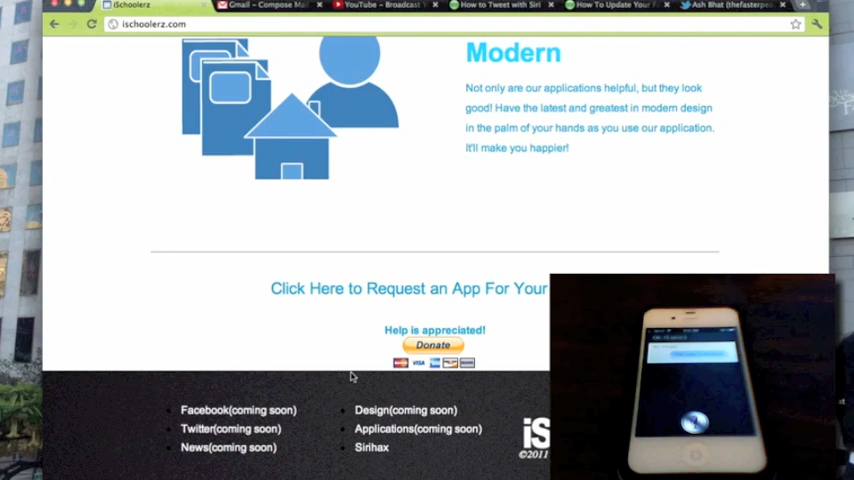 iSchoolerz
Gmail – Compose Mail
YouTube – Broadcast Y
How to Tweet with Siri
How To Update Your F
Ash Bhat (thefasterpe
ischoolerz.com
Modern
Not only are our applications helpful, but they look
good! Have the latest and greatest in modern design
in the palm of your hands as you use our application.
It'll make you happier!
Click Here to Request an App For Your
Help is appreciated!
Donate
VISA
Facebook(coming soon)
Twitter(coming soon)
News(coming soon)
Design(coming soon)
Applications(coming soon)
Sirihax
iS
©2011